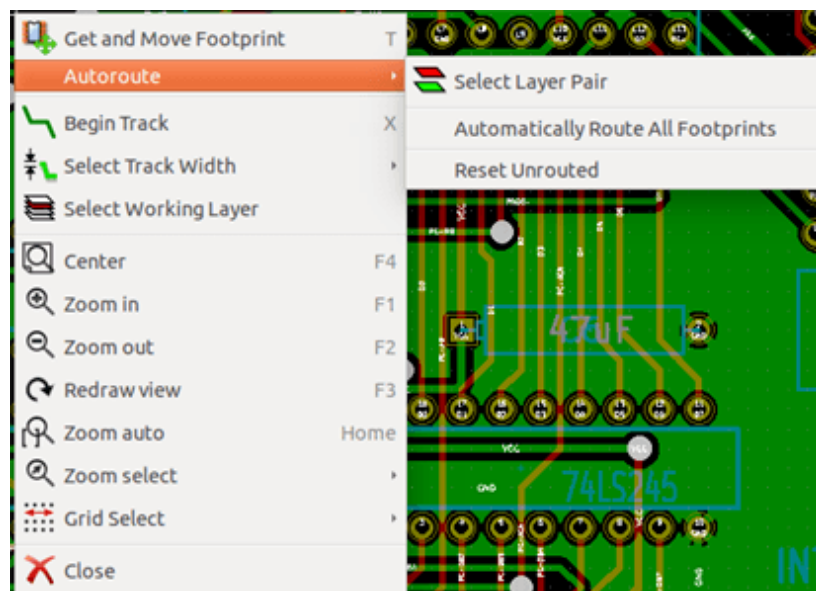 Get and Move Footprint T
Autoroute
Select Layer Pair
Begin Track X
Automatically Route All Footprints
Select Track Width
Reset Unrouted
Select Working Layer
Center F4
Zoom in F1
47uF
Zoom out F2
Redraw view F3
Zoom auto Home
VCC
Zoom select
GND
74LS245
Grid Select
Close
INT